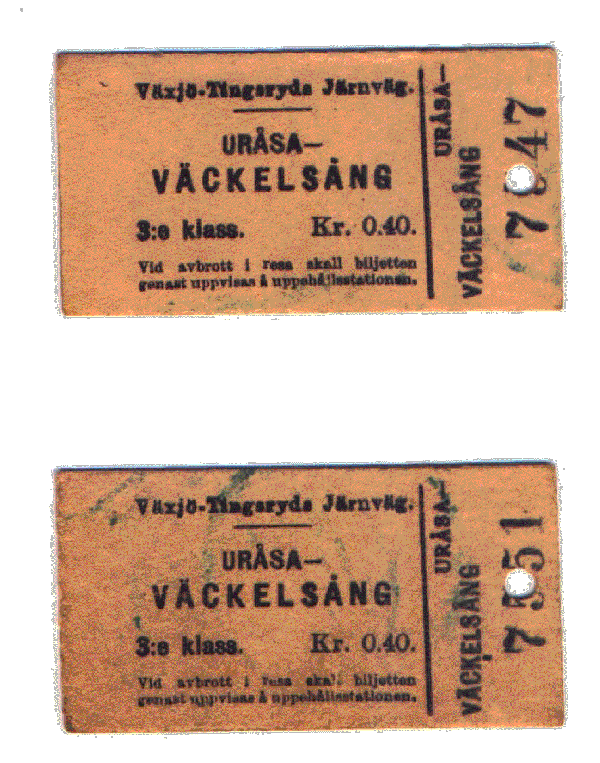 Växjö-Tingsryds Järnväg.
URÅSA–
VÄCKELSÅNG
3:e klass. Kr. 0.40.
Vid avbrott i resa skall biljetten
genast uppvisas å uppehållsstationen.
URÅSA–
VÄCKELSÅNG
Växjö-Tingsryds Järnväg.
URÅSA–
VÄCKELSÅNG
3:e klass. Kr. 0.40.
Vid avbrott i resa skall biljetten
genast uppvisas å uppehållsstationen.
URÅSA–
VÄCKELSÅNG